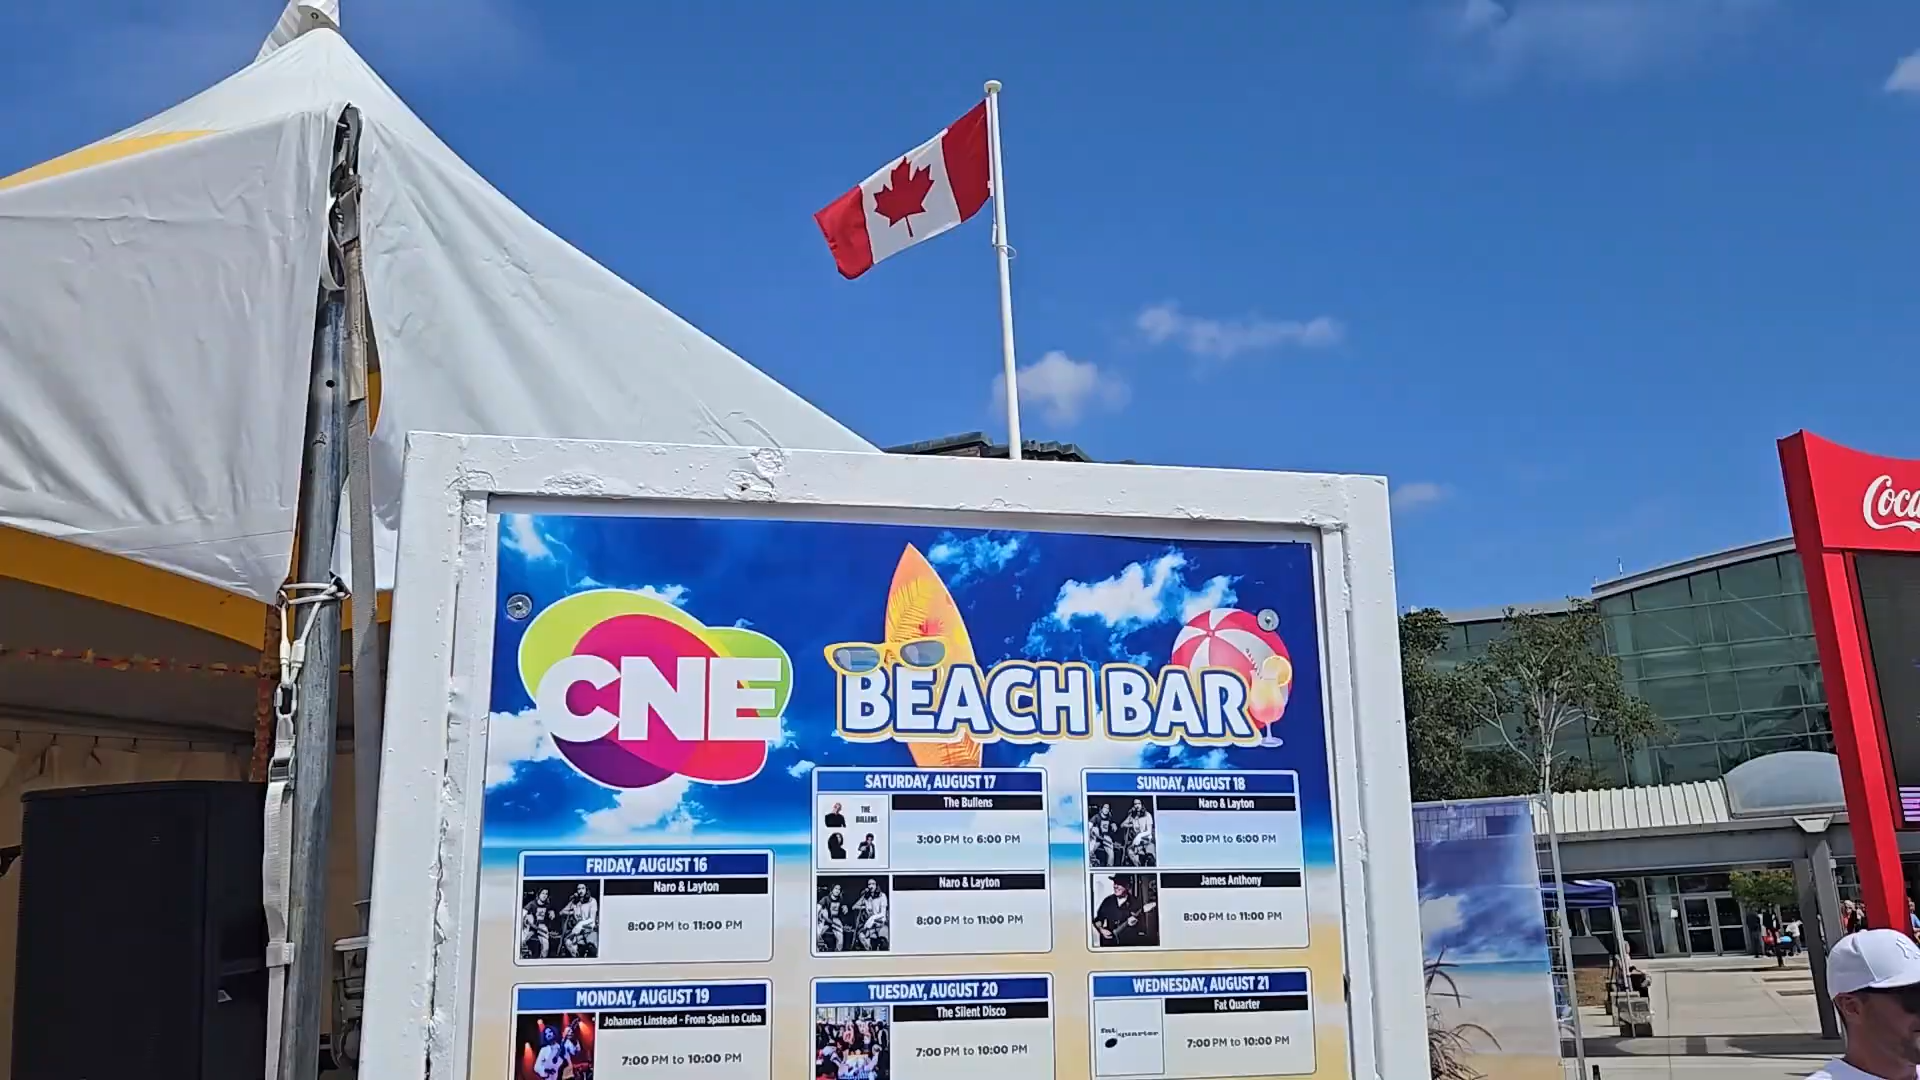 Coca
CNE
BEACH BAR
FRIDAY, AUGUST 16
Naro & Layton
8:00 PM to 11:00 PM
SATURDAY, AUGUST 17
The Bullens
THE
BULLENS
3:00 PM to 6:00 PM
Naro & Layton
8:00 PM to 11:00 PM
SUNDAY, AUGUST 18
Naro & Layton
3:00 PM to 6:00 PM
James Anthony
8:00 PM to 11:00 PM
MONDAY, AUGUST 19
Johannes Linstead - From Spain to Cuba
7:00 PM to 10:00 PM
TUESDAY, AUGUST 20
The Silent Disco
7:00 PM to 10:00 PM
WEDNESDAY, AUGUST 21
Fat Quarter
fat quarter
7:00 PM to 10:00 PM